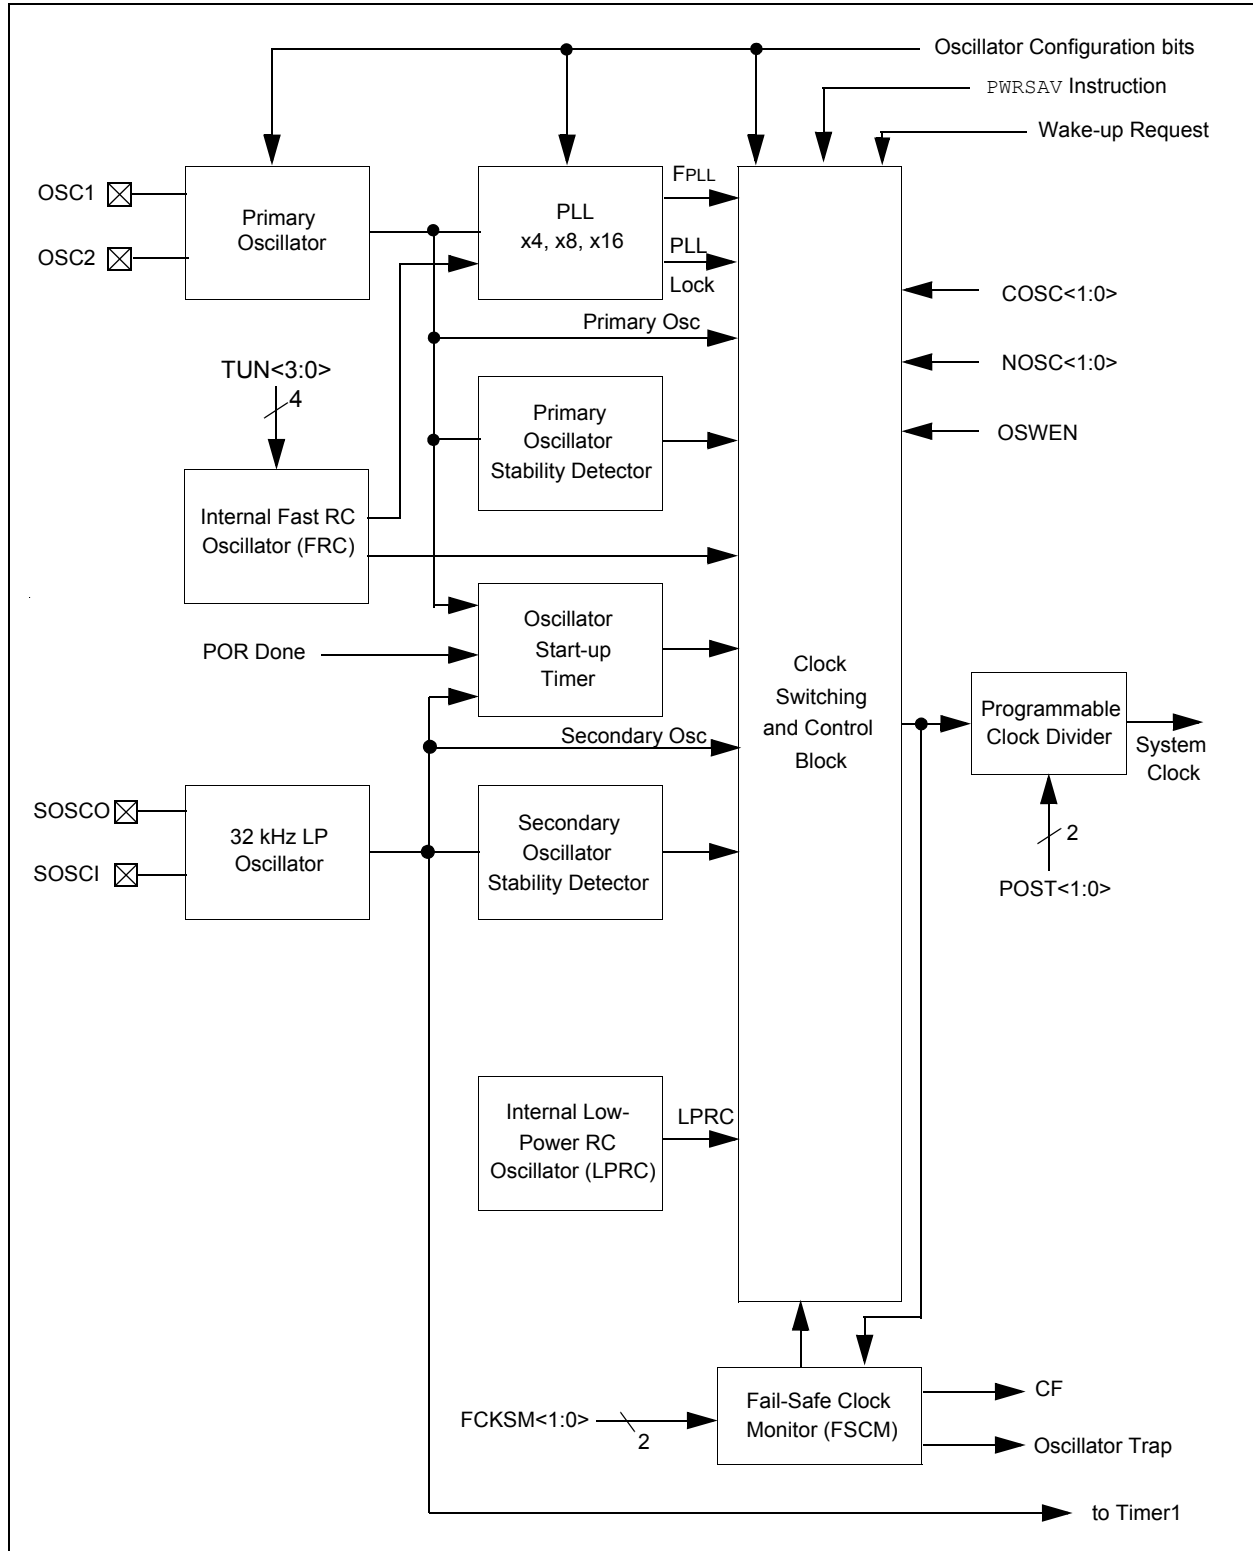 Oscillator Configuration bits
PWRSAV Instruction
Wake-up Request
OSC1
OSC2
Primary
Oscillator
PLL
x4, x8, x16
FPLL
PLL
Lock
COSC<1:0>
Primary Osc
NOSC<1:0>
TUN<3:0>
4
Primary
Oscillator
Stability Detector
OSWEN
Internal Fast RC
Oscillator (FRC)
Oscillator
Start-up
Timer
POR Done
Clock
Switching
and Control
Block
Programmable
Clock Divider
System
Clock
Secondary Osc
SOSCO
SOSCI
32 kHz LP
Oscillator
Secondary
Oscillator
Stability Detector
2
POST<1:0>
Internal Low-
Power RC
Oscillator (LPRC)
LPRC
FCKSM<1:0>
2
Fail-Safe Clock
Monitor (FSCM)
CF
Oscillator Trap
to Timer1